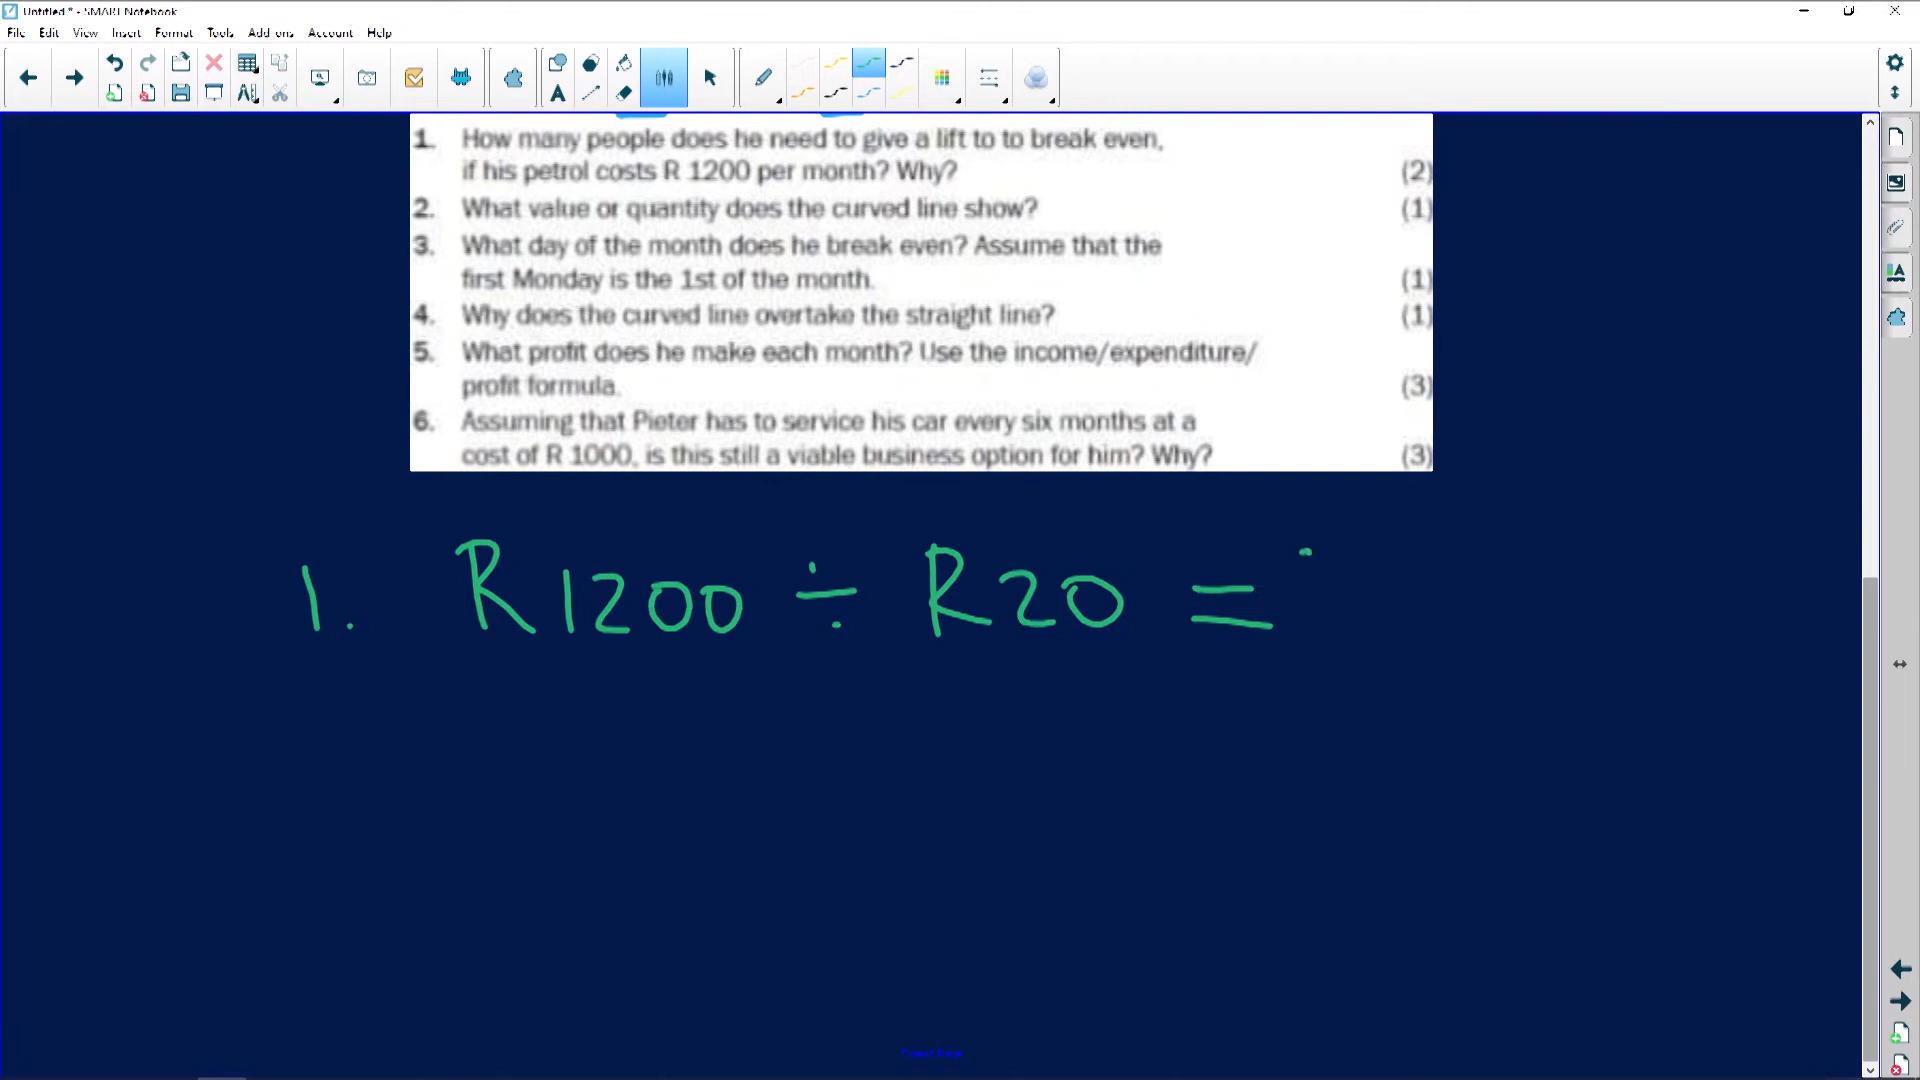 Untitled * - SMART Notebook
File Edit View Insert Format Tools Add-ons Account Help
1. How many people does he need to give a lift to to break even,
if his petrol costs R 1200 per month? Why? (2)
2. What value or quantity does the curved line show? (1)
3. What day of the month does he break even? Assume that the
first Monday is the 1st of the month. (1)
4. Why does the curved line overtake the straight line? (1)
5. What profit does he make each month? Use the income/expenditure/
profit formula. (3)
6. Assuming that Pieter has to service his car every six months at a
cost of R 1000, is this still a viable business option for him? Why? (3)
1. R1200 ÷ R20 =